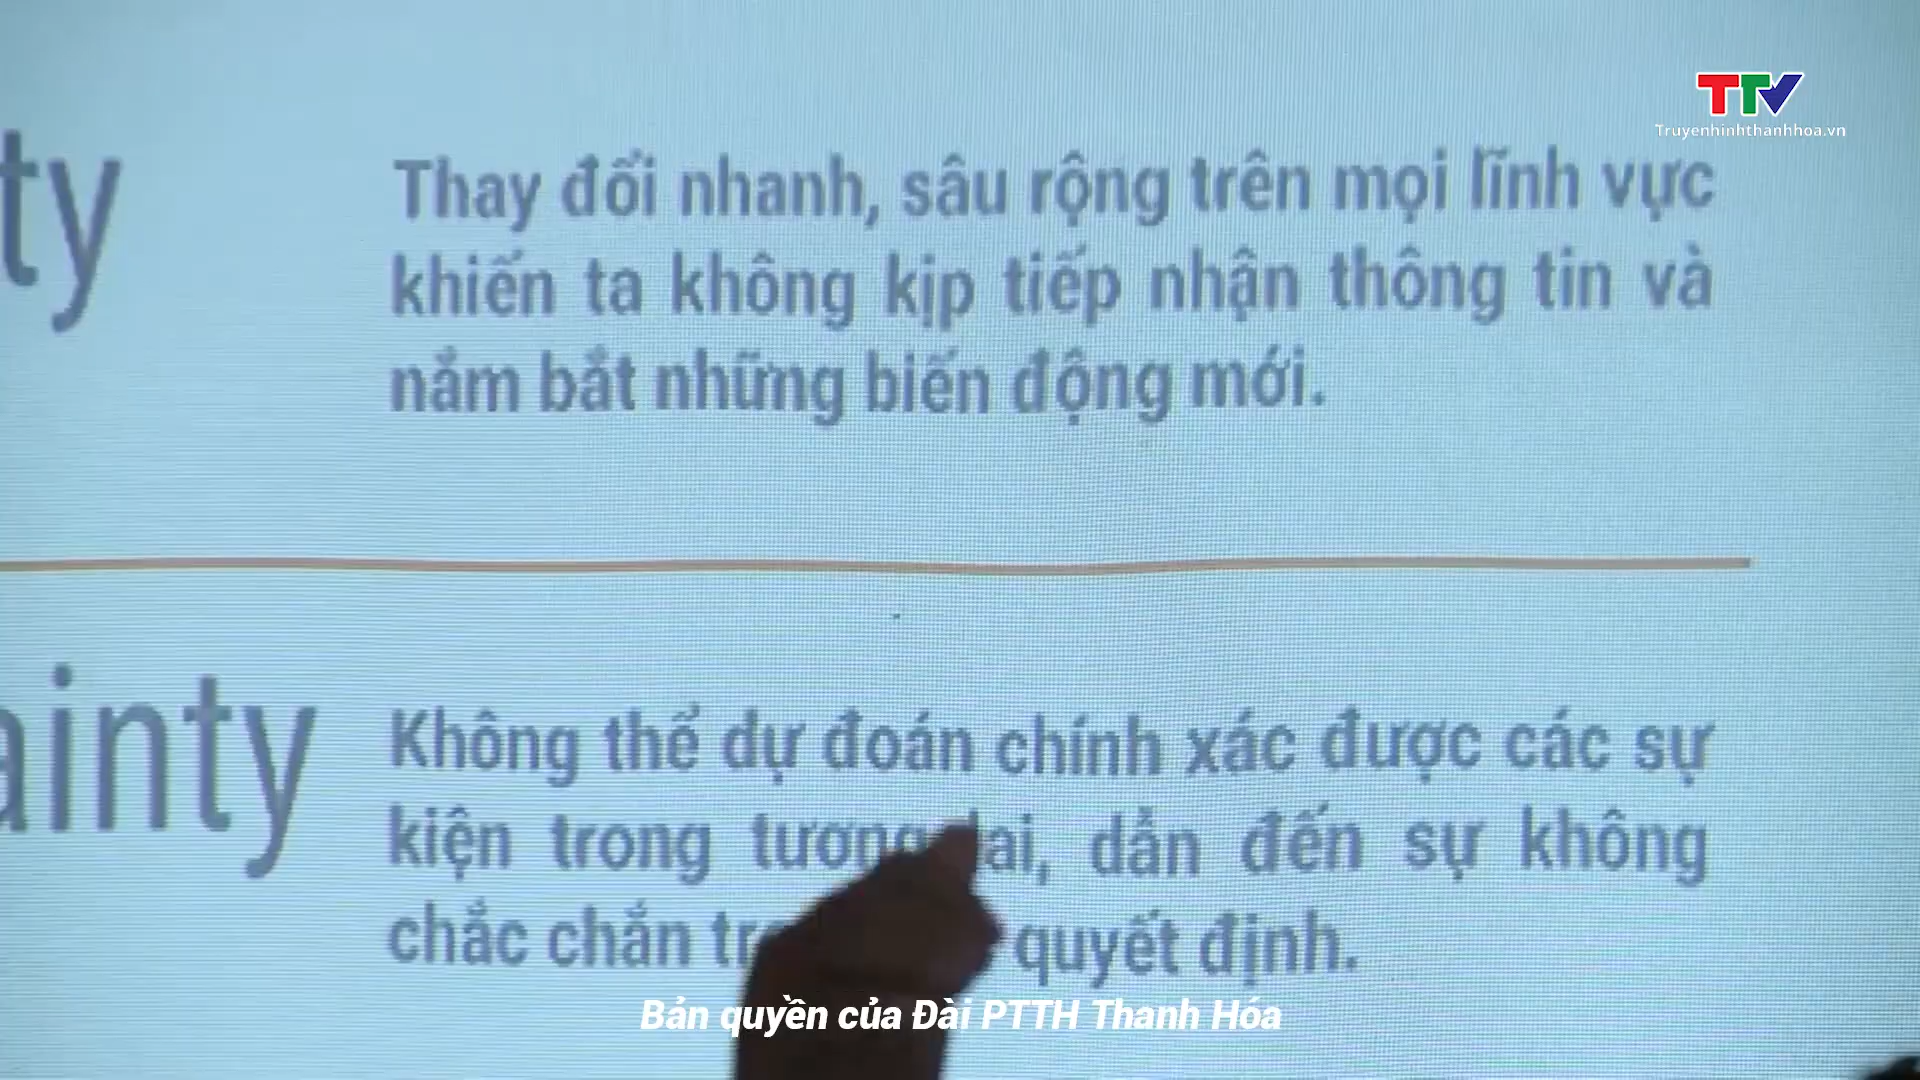 TTV
Truyenhinhthanhhoa.vn
ty
Thay đổi nhanh, sâu rộng trên mọi lĩnh vực
khiến ta không kịp tiếp nhận thông tin và
nắm bắt những biến động mới.
ainty
Không thể dự đoán chính xác được các sự
kiện trong tương lai, dẫn đến sự không
chắc chắn quyết định.
Bản quyền của Đài PTTH Thanh Hóa